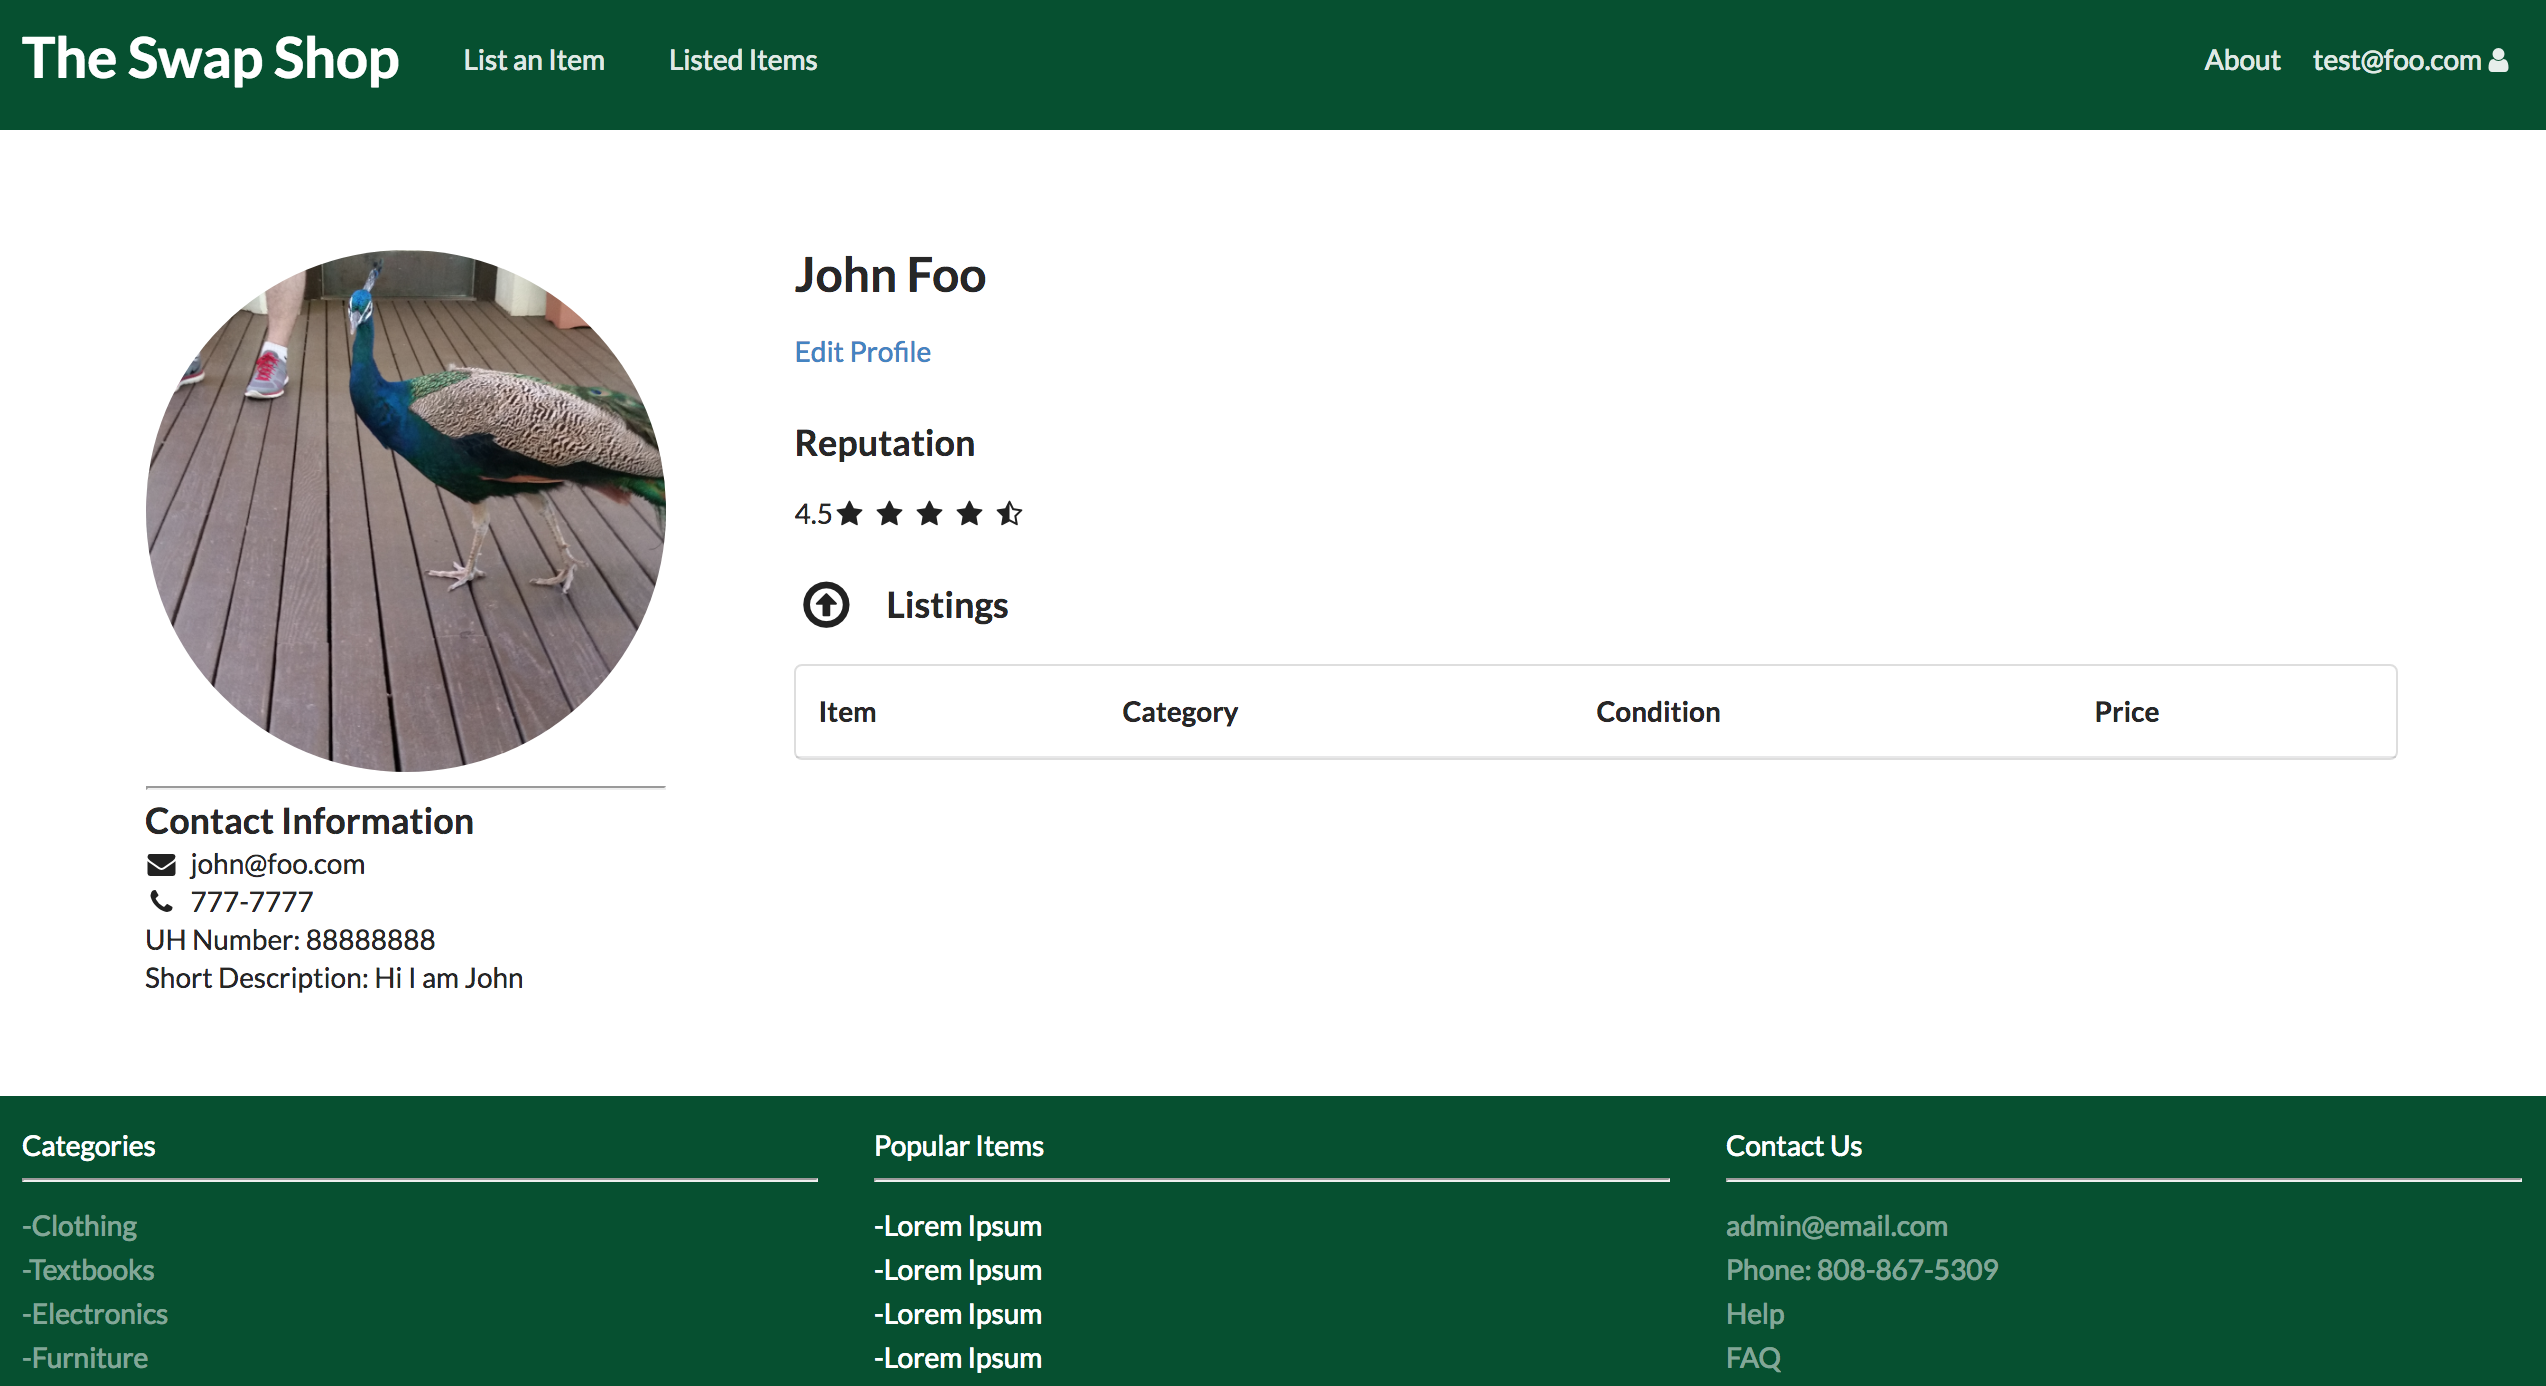 The Swap Shop
List an Item
Listed Items
About
test@foo.com
John Foo
Edit Profile
Reputation
4.5
Listings
Item Category Condition Price
Contact Information
john@foo.com
777-7777
UH Number: 88888888
Short Description: Hi I am John
Categories
-Clothing
-Textbooks
-Electronics
-Furniture
Popular Items
-Lorem Ipsum
-Lorem Ipsum
-Lorem Ipsum
-Lorem Ipsum
Contact Us
admin@email.com
Phone: 808-867-5309
Help
FAQ